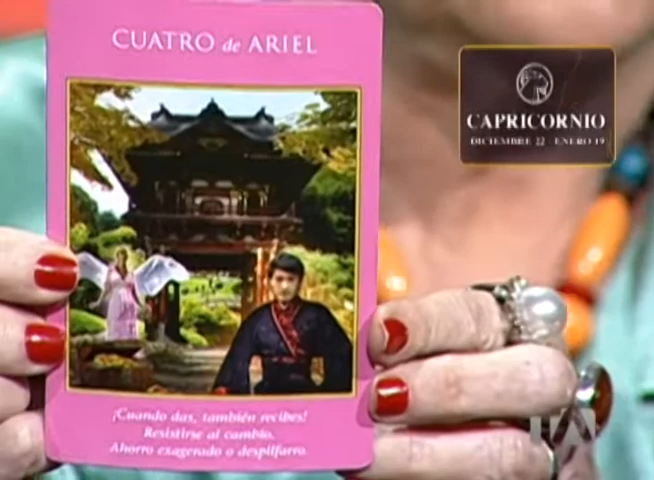 CUATRO de ARIEL
CAPRICORNIO
DICIEMBRE 22 - ENERO 19
¡Cuando das, también recibes!
Resistirse al cambio.
Ahorro exagerado o despilfarro.